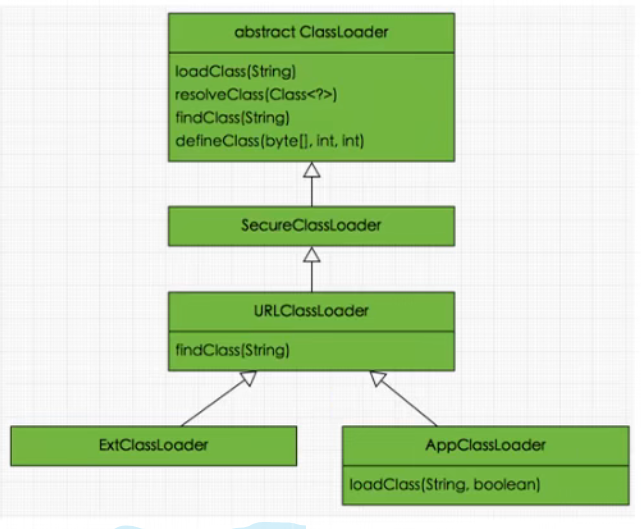 abstract ClassLoader
loadClass(String)
resolveClass(Class<?>)
findClass(String)
defineClass(byte[], int, int)
SecureClassLoader
URLClassLoader
findClass(String)
ExtClassLoader
AppClassLoader
loadClass(String, boolean)